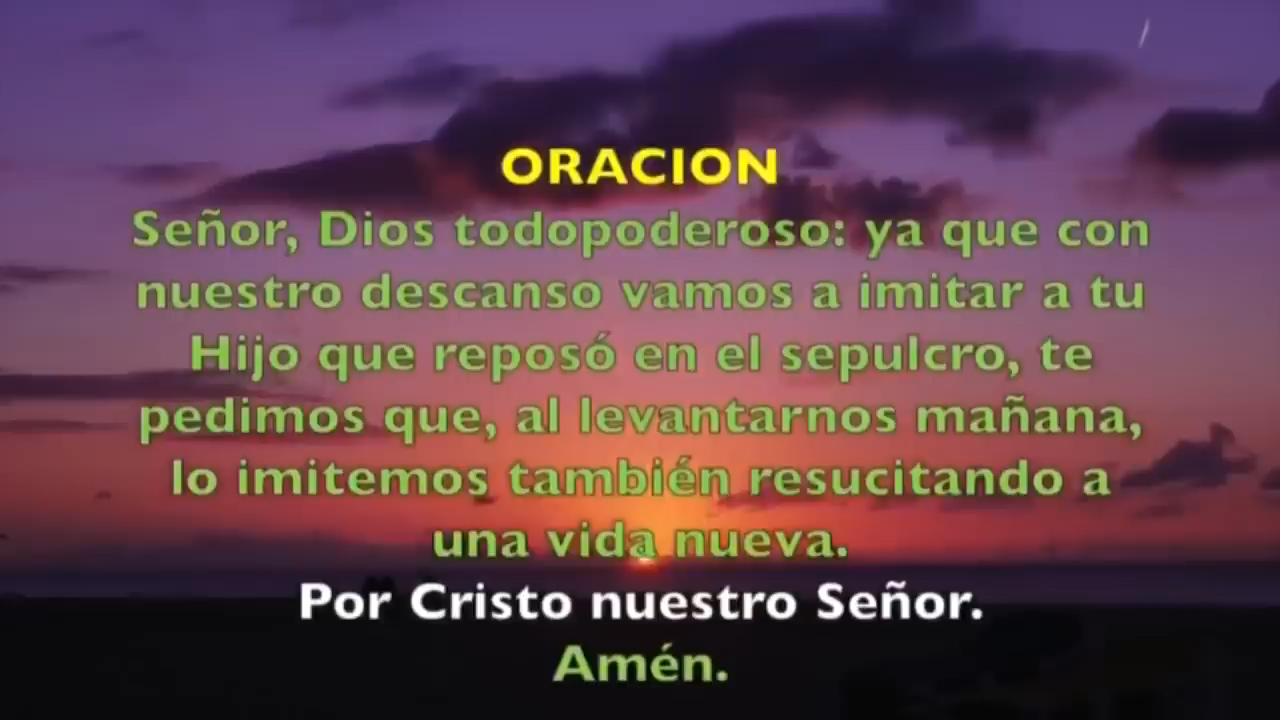 ORACION
Señor, Dios todopoderoso: ya que con
nuestro descanso vamos a imitar a tu
Hijo que reposó en el sepulcro, te
pedimos que, al levantarnos mañana,
lo imitemos también resucitando a
una vida nueva.
Por Cristo nuestro Señor.
Amén.